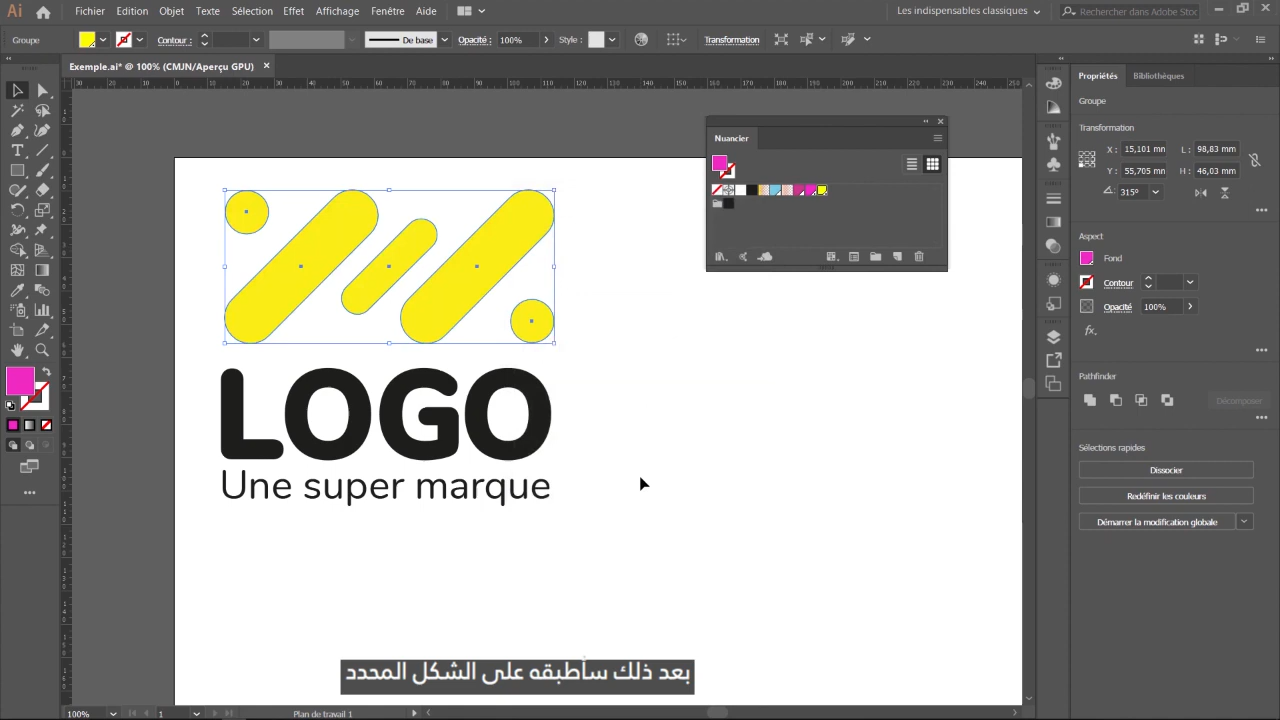 Ai Fichier Edition Objet Texte Sélection Effet Affichage Fenêtre Aide Les indispensables classiques Rechercher dans Adobe Stoc
Groupe Contour : De base Opacité : 100% Style : Transformation
Exemple.ai* @ 100% (CMJN/Aperçu GPU)
Propriétés Bibliothèques
Groupe
Transformation
X : 15,101 mn L : 98,83 mm
Y : 55,705 mm H : 46,03 mm
315°
Nuancier
Aspect
Fond
Contour
Opacité 100%
fx.
Pathfinder
Décomposer
Sélections rapides
Dissocier
Redéfinir les couleurs
Démarrer la modification globale
LOGO
Une super marque
بعد ذلك سأطبقه على الشكل المحدد
100% 1 Plan de travail 1